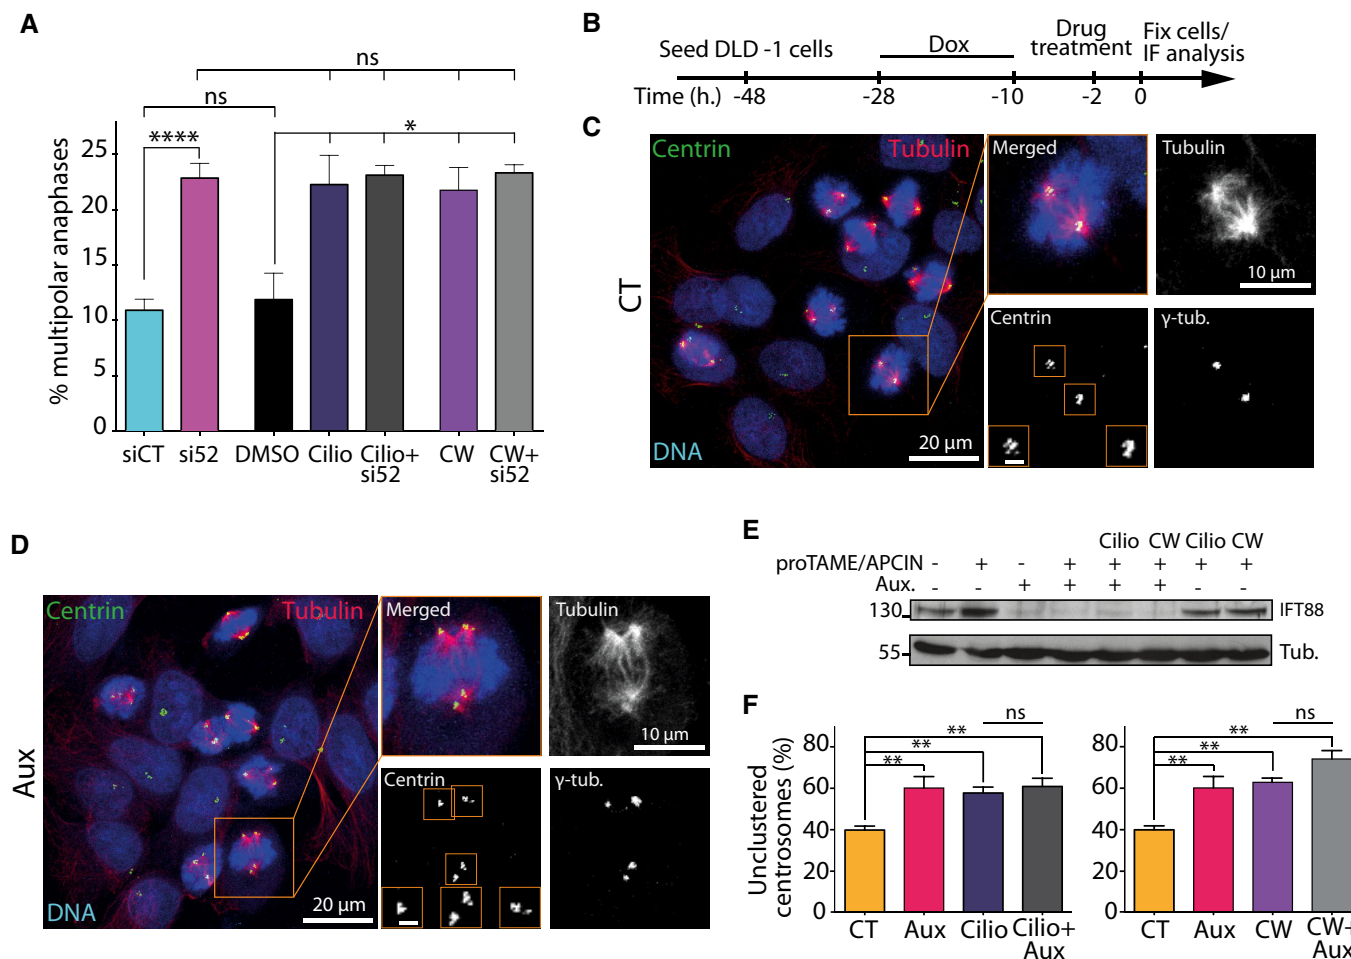 A
ns
ns
****
*
% multipolar anaphases
25
20
15
10
5
0
siCT
si52
DMSO
Cilio
Cilio+
si52
CW
CW+
si52
B
Seed DLD -1 cells
Dox
Drug
treatment
Fix cells/
IF analysis
Time (h.)
-48
-28
-10
-2
0
C
CT
Centrin
Tubulin
DNA
20 µm
Merged
Tubulin
10 µm
Centrin
γ-tub.
D
Aux
Centrin
Tubulin
DNA
20 µm
Merged
Tubulin
10 µm
Centrin
γ-tub.
E
Cilio CW Cilio CW
proTAME/APCIN - + - + + + + +
Aux. - - + + + + - -
130
IFT88
55
Tub.
F
Unclustered
centrosomes (%)
80
60
40
20
0
ns
**
**
**
CT
Aux
Cilio
Cilio+
Aux
80
60
40
20
0
ns
**
**
**
CT
Aux
CW
CW+
Aux